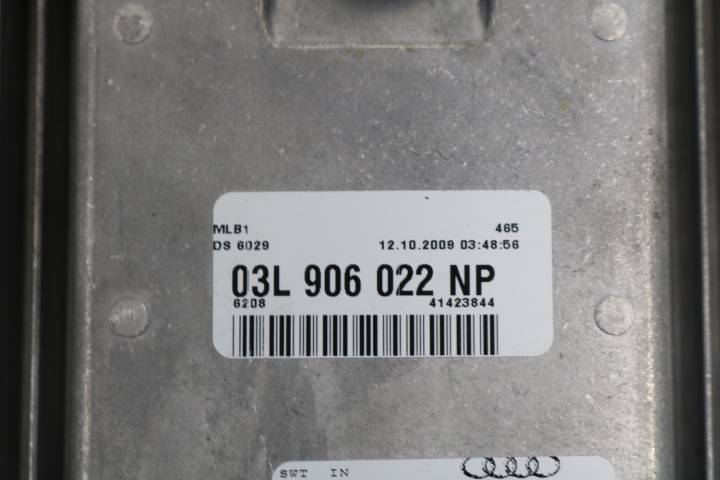 MLB1 465
DS 6029 12.10.2009 03:48:56
03L 906 022 NP
6208 41423844
SWT IN